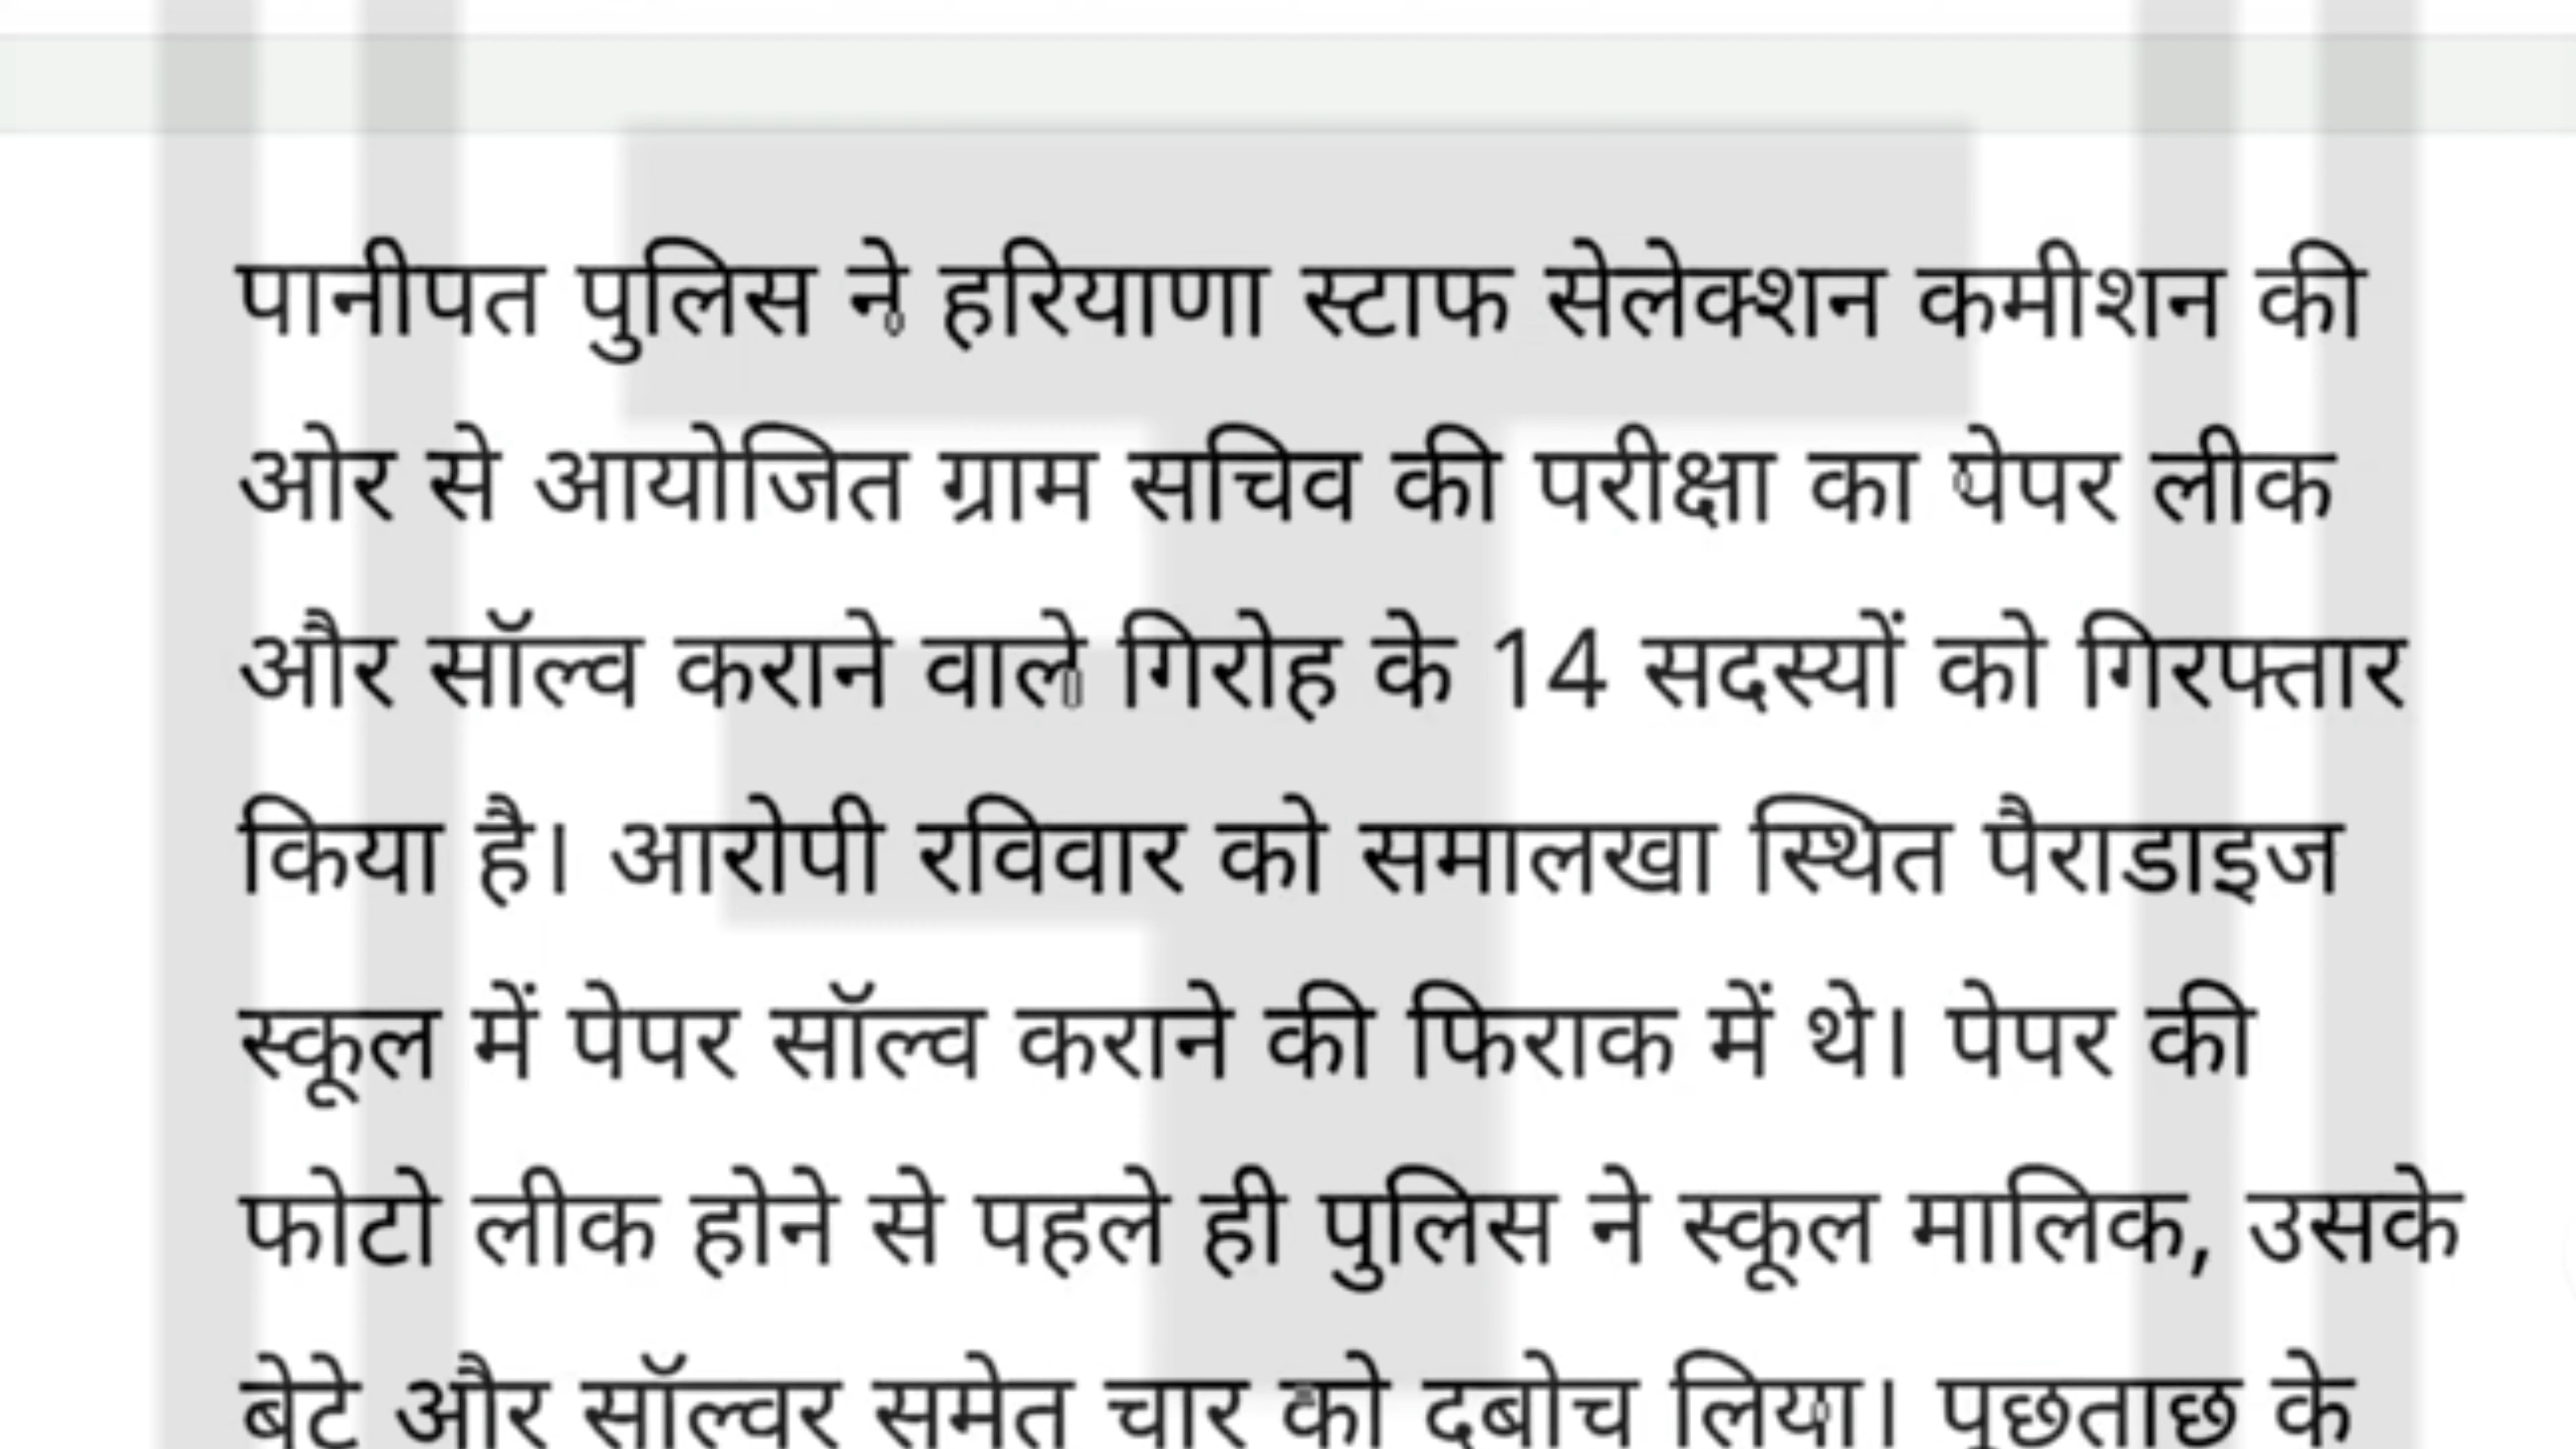 पानीपत पुलिस ने हरियाणा स्टाफ सेलेक्शन कमीशन की
ओर से आयोजित ग्राम सचिव की परीक्षा का पेपर लीक
और सॉल्व कराने वाले गिरोह के 14 सदस्यों को गिरफ्तार
किया है। आरोपी रविवार को समालखा स्थित पैराडाइज
स्कूल में पेपर सॉल्व कराने की फिराक में थे। पेपर की
फोटो लीक होने से पहले ही पुलिस ने स्कूल मालिक, उसके
बेटे और सॉल्वर समेत चार को दबोच लिया। पूछताछ के